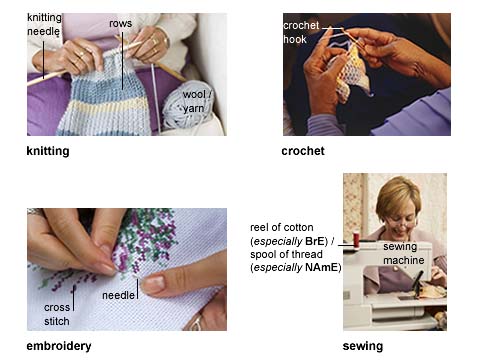 knitting
needle
rows
wool /
yarn
knitting
crochet
hook
crochet
cross
stitch
needle
embroidery
reel of cotton
(especially BrE) /
spool of thread
(especially NAmE)
sewing
machine
sewing